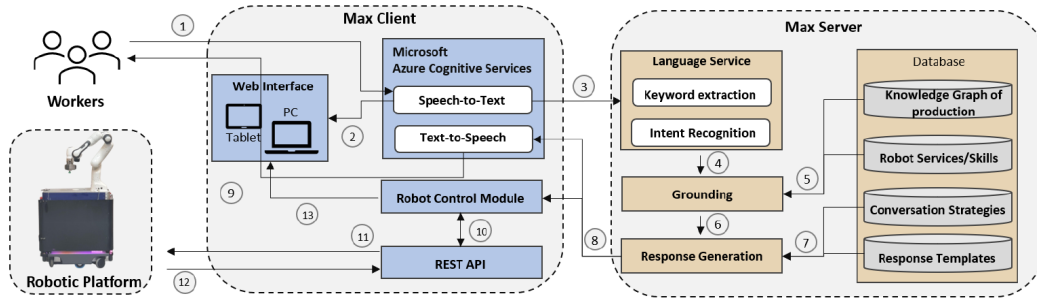 Max Client
Max Server
1
Workers
Microsoft
Azure Cognitive Services
Speech-to-Text
Text-to-Speech
Web Interface
PC
Tablet
2
3
Language Service
Keyword extraction
Intent Recognition
Database
Knowledge Graph of
production
Robot Services/Skills
Conversation Strategies
Response Templates
4
5
Grounding
6
7
Response Generation
8
9
13
Robot Control Module
10
11
REST API
12
Robotic Platform